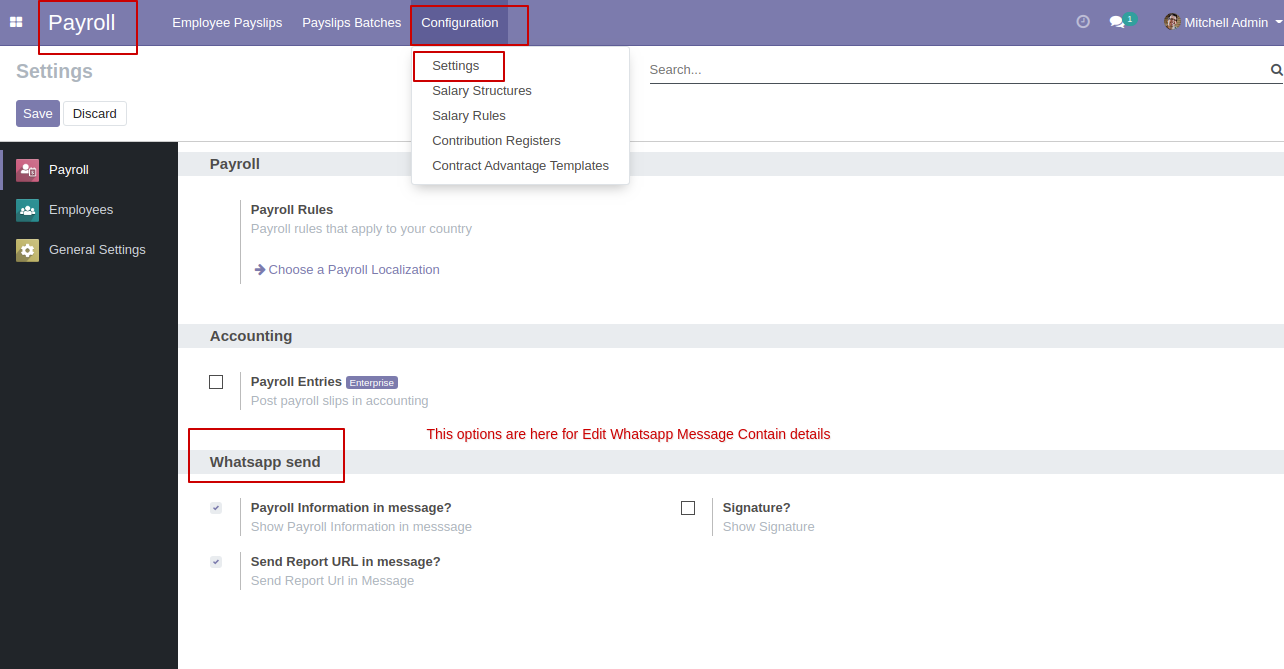 Payroll Employee Payslips Payslips Batches Configuration 1 Mitchell Admin
Settings
Search...
Save Discard
Settings
Salary Structures
Salary Rules
Contribution Registers
Contract Advantage Templates
Payroll
Employees
General Settings
Payroll
Payroll Rules
Payroll rules that apply to your country
Choose a Payroll Localization
Accounting
Payroll Entries Enterprise
Post payroll slips in accounting
This options are here for Edit Whatsapp Message Contain details
Whatsapp send
Payroll Information in message?
Show Payroll Information in messsage
Signature?
Show Signature
Send Report URL in message?
Send Report Url in Message